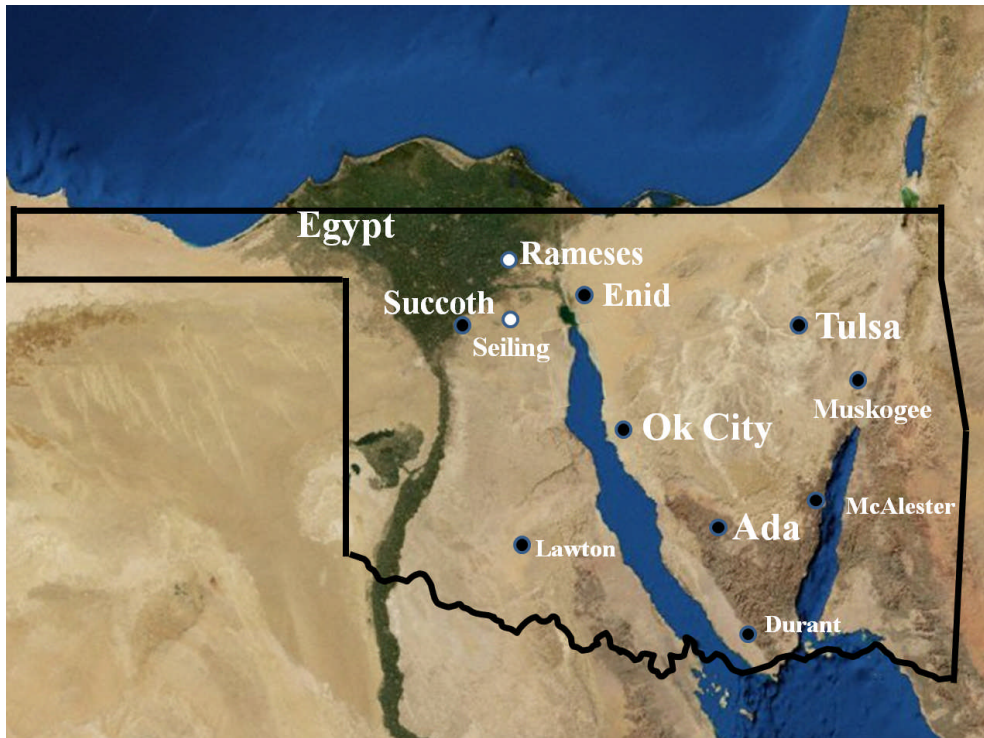 Egypt
Rameses
Enid
Succoth
Seiling
Tulsa
Muskogee
Ok City
McAlester
Ada
Lawton
Durant